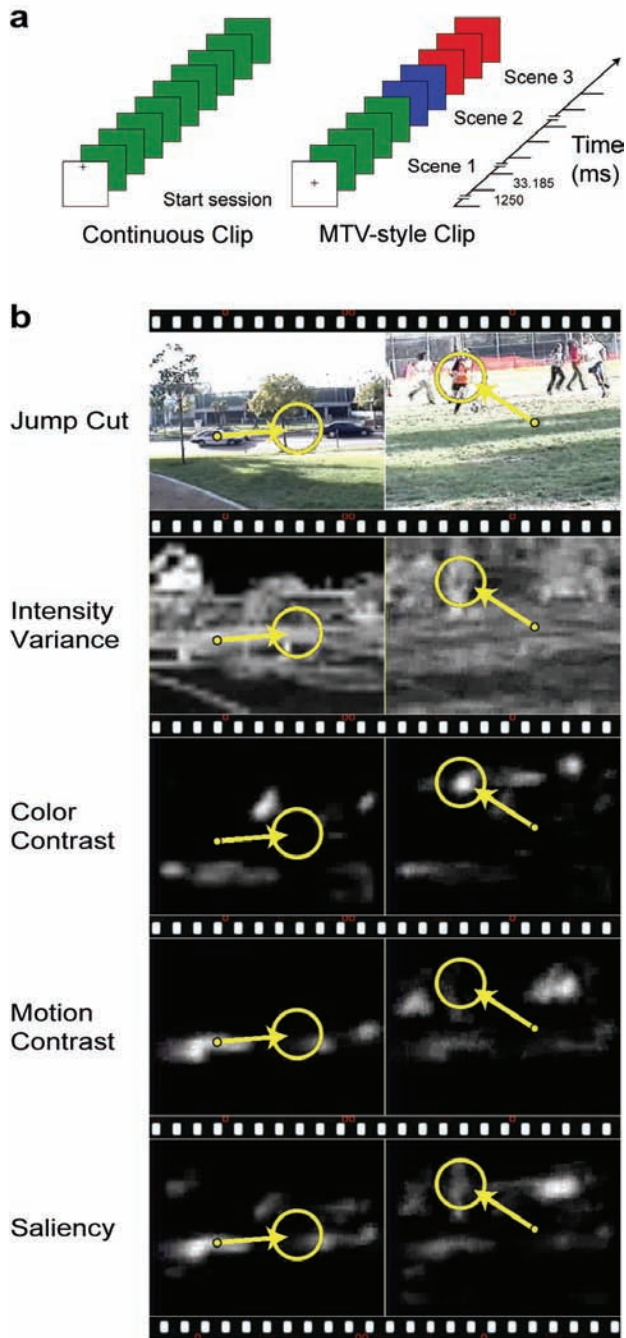 a
Scene 3
Scene 2
Scene 1
Time
(ms)
33.185
1250
Start session
Continuous Clip
MTV-style Clip
b
Jump Cut
Intensity
Variance
Color
Contrast
Motion
Contrast
Saliency